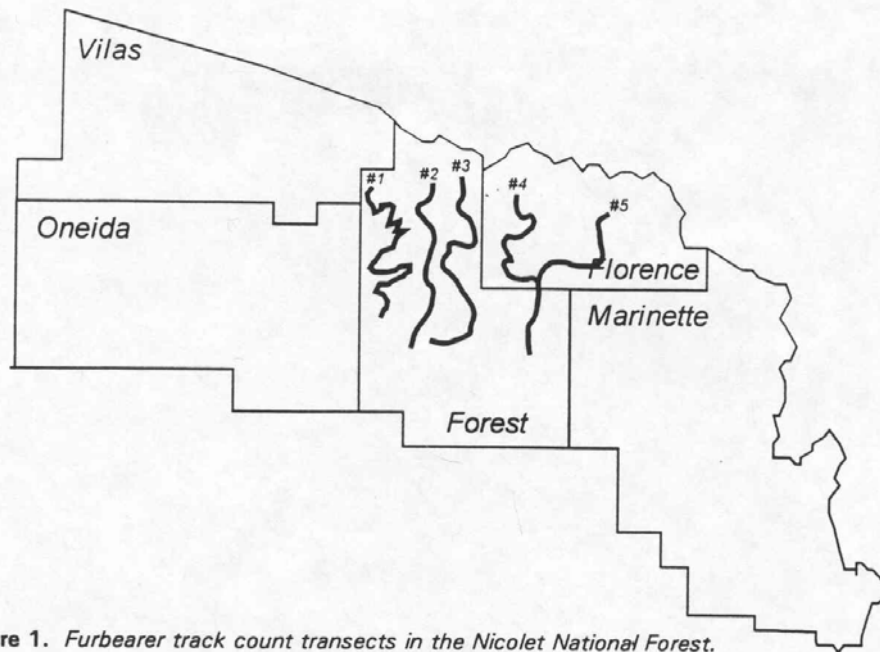 Vilas
#1
#2
#3
#4
#5
Oneida
Florence
Marinette
Forest
re 1. Furbearer track count transects in the Nicolet National Forest.